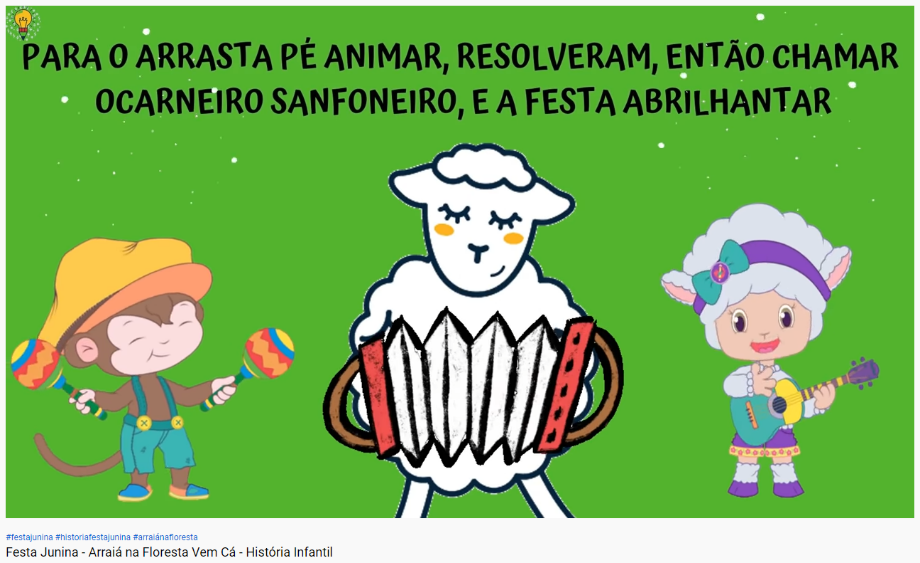 PARA O ARRASTA PÉ ANIMAR, RESOLVERAM, ENTÃO CHAMAR
OCARNEIRO SANFONEIRO, E A FESTA ABRILHANTAR
#festajunina #historiafestajunina #arraiánafloresta
Festa Junina - Arraiá na Floresta Vem Cá - História Infantil